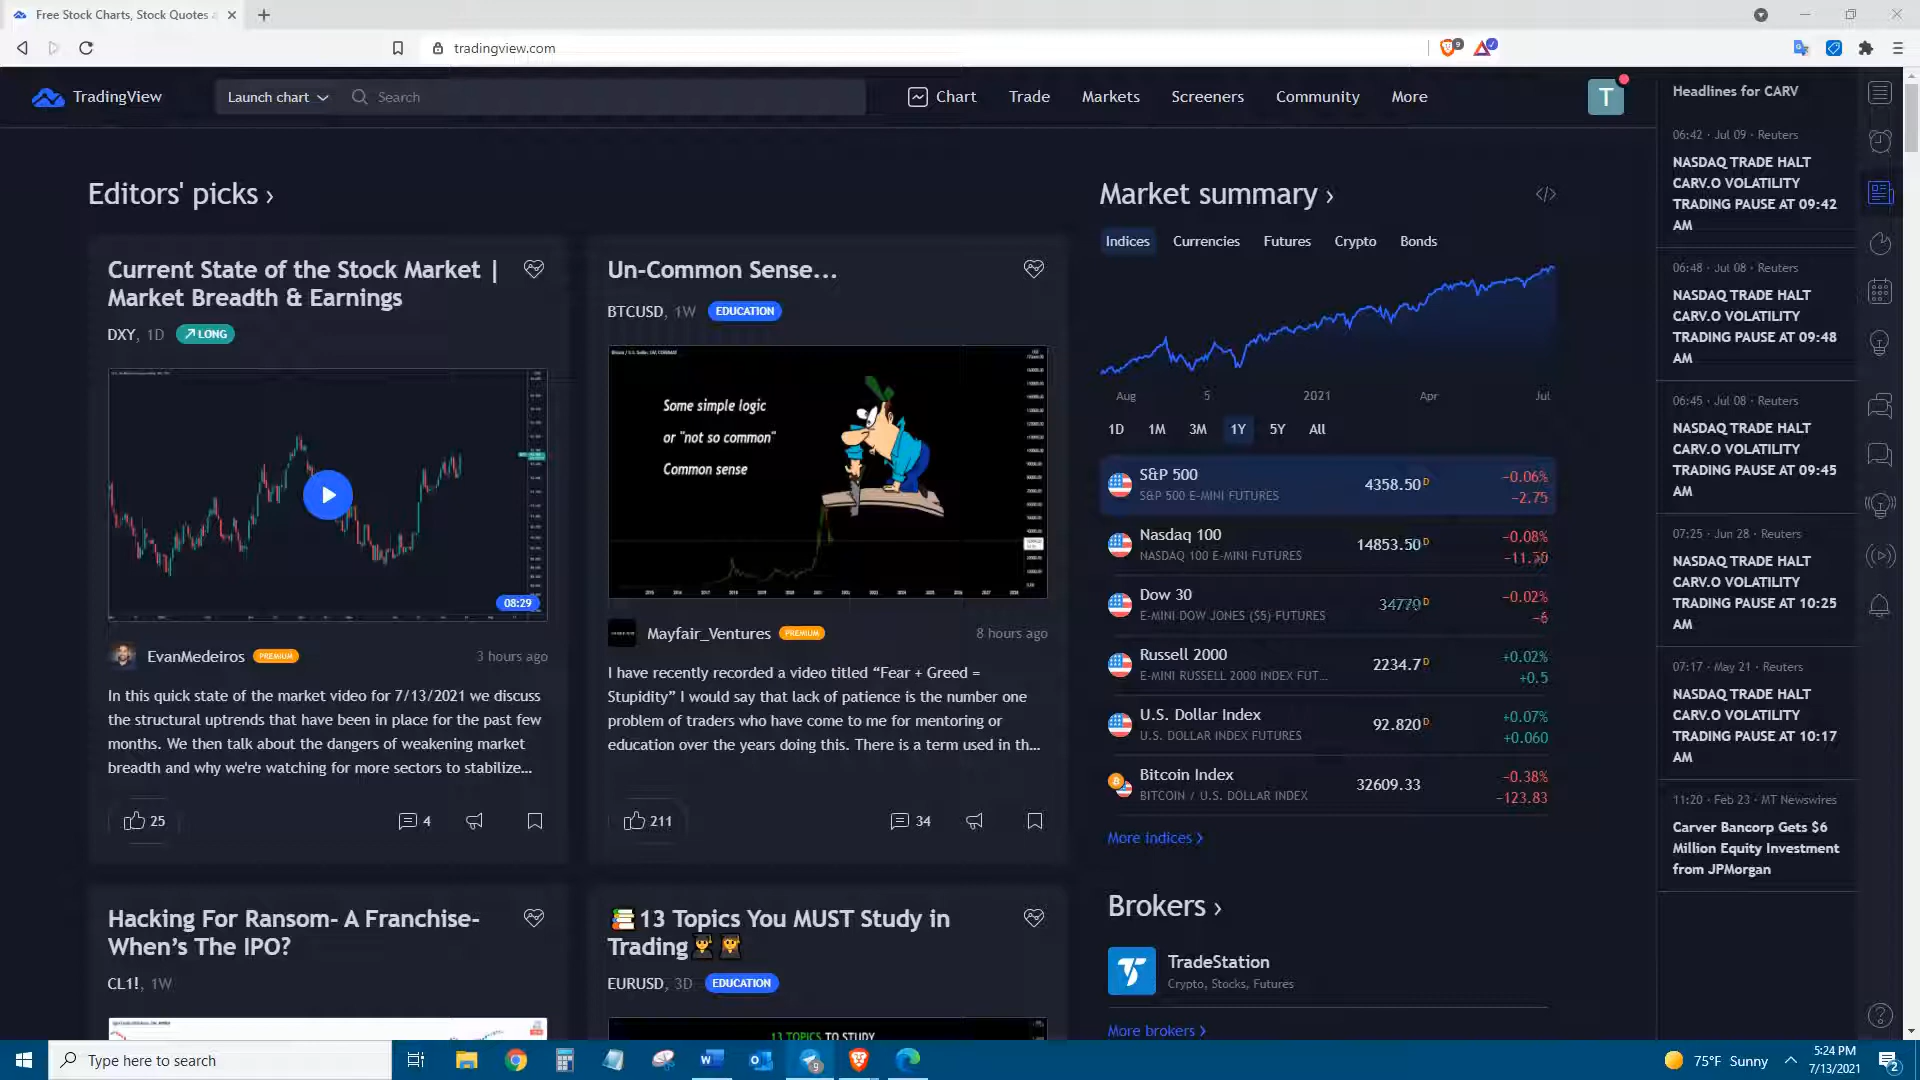 Free Stock Charts, Stock Quotes a
tradingview.com
9
TradingView
Launch chart
Search
Chart
Trade
Markets
Screeners
Community
More
T
Editors' picks ›
Current State of the Stock Market |
Market Breadth & Earnings
DXY, 1D
LONG
08:29
EvanMedeiros
PREMIUM
3 hours ago
In this quick state of the market video for 7/13/2021 we discuss
the structural uptrends that have been in place for the past few
months. We then talk about the dangers of weakening market
breadth and why we're watching for more sectors to stabilize...
25
4
Un-Common Sense...
BTCUSD, 1W
EDUCATION
Some simple logic
or "not so common"
Common sense
Mayfair_Ventures
PREMIUM
8 hours ago
I have recently recorded a video titled “Fear + Greed =
Stupidity” I would say that lack of patience is the number one
problem of traders who have come to me for mentoring or
education over the years doing this. There is a term used in th...
211
34
Hacking For Ransom- A Franchise-
When’s The IPO?
CL1!, 1W
13 Topics You MUST Study in
Trading
EURUSD, 3D
EDUCATION
13 TOPICS TO STUDY
Market summary ›
Indices
Currencies
Futures
Crypto
Bonds
Aug
5
2021
Apr
Jul
1D
1M
3M
1Y
5Y
All
S&P 500
S&P 500 E-MINI FUTURES
4358.50 D
−0.06%
−2.75
Nasdaq 100
NASDAQ 100 E-MINI FUTURES
14853.50 D
−0.08%
Dow 30
E-MINI DOW JONES ($5) FUTURES
34770 D
−0.02%
−6
Russell 2000
E-MINI RUSSELL 2000 INDEX FUT...
2234.7 D
+0.02%
+0.5
U.S. Dollar Index
U.S. DOLLAR INDEX FUTURES
92.820 D
+0.07%
+0.060
Bitcoin Index
BITCOIN / U.S. DOLLAR INDEX
32609.33
−0.38%
−123.83
More indices ›
Brokers ›
TradeStation
Crypto, Stocks, Futures
More brokers ›
Headlines for CARV
06:42 · Jul 09 · Reuters
NASDAQ TRADE HALT
CARV.O VOLATILITY
TRADING PAUSE AT 09:42
AM
06:48 · Jul 08 · Reuters
NASDAQ TRADE HALT
CARV.O VOLATILITY
TRADING PAUSE AT 09:48
AM
06:45 · Jul 08 · Reuters
NASDAQ TRADE HALT
CARV.O VOLATILITY
TRADING PAUSE AT 09:45
AM
07:25 · Jun 28 · Reuters
NASDAQ TRADE HALT
CARV.O VOLATILITY
TRADING PAUSE AT 10:25
AM
07:17 · May 21 · Reuters
NASDAQ TRADE HALT
CARV.O VOLATILITY
TRADING PAUSE AT 10:17
AM
11:20 · Feb 23 · MT Newswires
Carver Bancorp Gets $6
Million Equity Investment
from JPMorgan
Type here to search
75°F Sunny
5:24 PM
7/13/2021
2